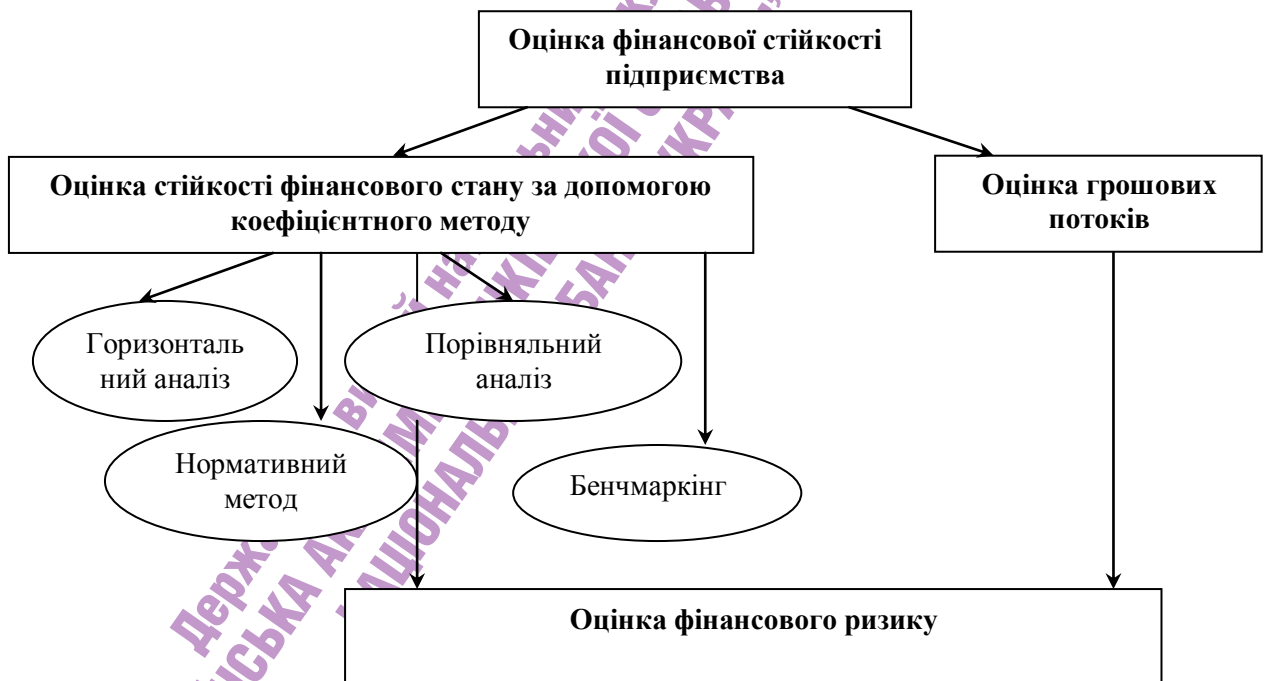 Оцінка фінансової стійкості
підприємства
Оцінка стійкості фінансового стану за допомогою
коефіцієнтного методу
Оцінка грошових
потоків
Горизонталь
ний аналіз
Порівняльний
аналіз
Нормативний
метод
Бенчмаркінг
Оцінка фінансового ризику